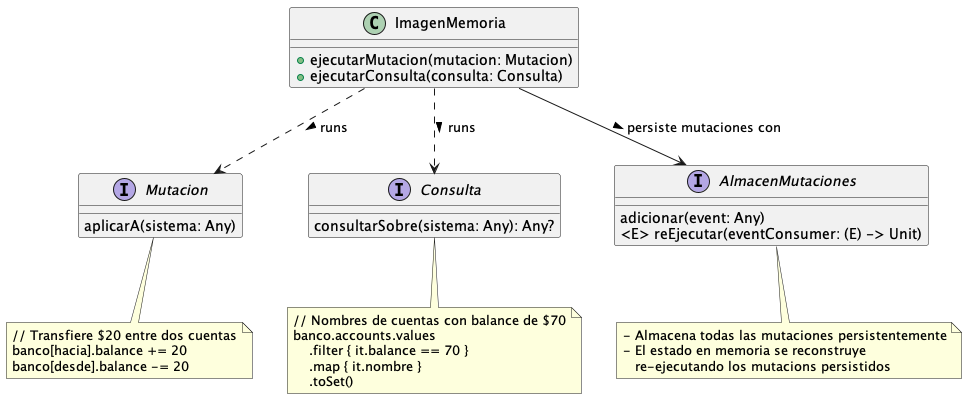 C ImagenMemoria
ejecutarMutacion(mutacion: Mutacion)
ejecutarConsulta(consulta: Consulta)
runs
runs
persiste mutaciones con
I Mutacion
aplicarA(sistema: Any)
I Consulta
consultarSobre(sistema: Any): Any?
I AlmacenMutaciones
adicionar(event: Any)
<E> reEjecutar(eventConsumer: (E) -> Unit)
// Transfiere $20 entre dos cuentas
banco[hacia].balance += 20
banco[desde].balance -= 20
// Nombres de cuentas con balance de $70
banco.accounts.values
.filter { it.balance == 70 }
.map { it.nombre }
.toSet()
- Almacena todas las mutaciones persistentemente
- El estado en memoria se reconstruye
re-ejecutando los mutacions persistidos